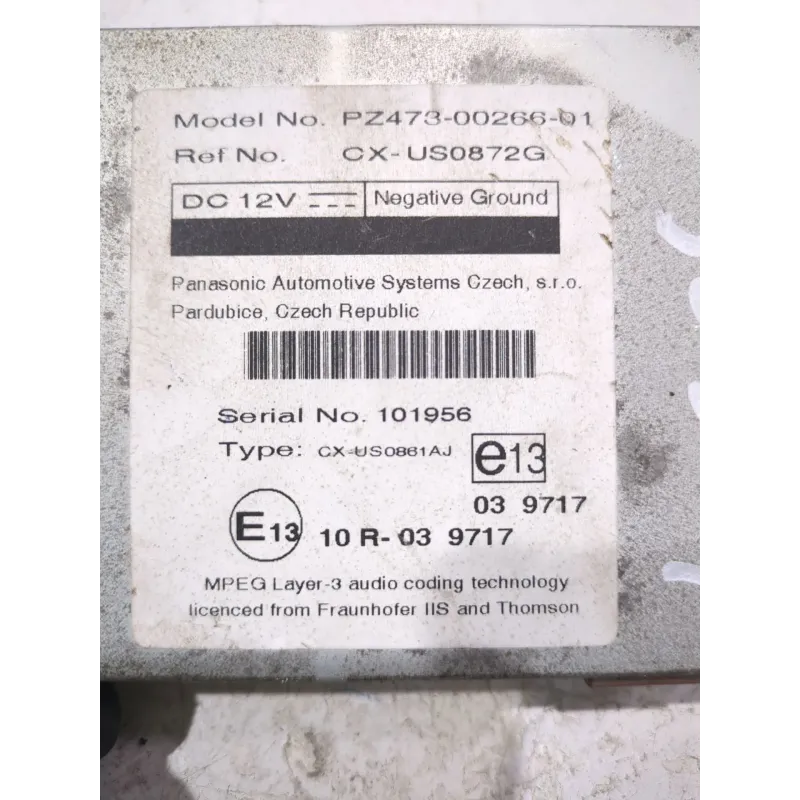 Model No. PZ473-00266-01
Ref No. CX-US0872G
DC 12V Negative Ground
Panasonic Automotive Systems Czech, s.r.o.
Pardubice, Czech Republic
Serial No. 101956
Type: CX-US0861AJ e13
03 9717
E13 10 R-03 9717
MPEG Layer-3 audio coding technology
licenced from Fraunhofer IIS and Thomson